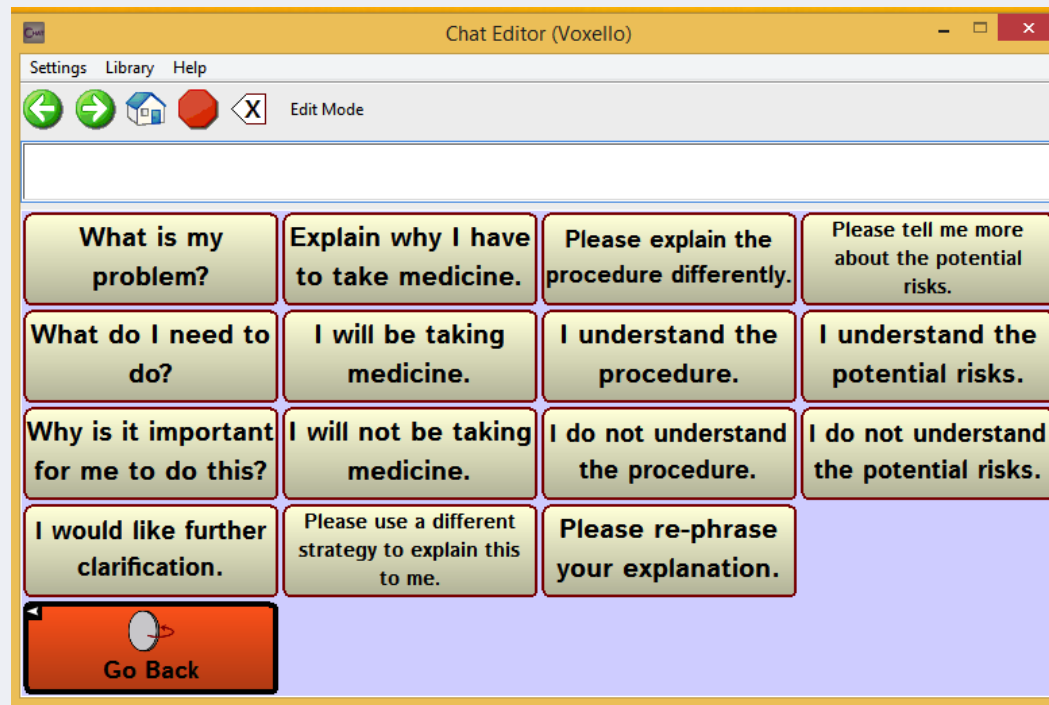 Chat Editor (Voxello)
Settings Library Help
X Edit Mode
What is my
problem?
Explain why I have
to take medicine.
Please explain the
procedure differently.
Please tell me more
about the potential
risks.
What do I need to
do?
I will be taking
medicine.
I understand the
procedure.
I understand the
potential risks.
Why is it important
for me to do this?
I will not be taking
medicine.
I do not understand
the procedure.
I do not understand
the potential risks.
I would like further
clarification.
Please use a different
strategy to explain this
to me.
Please re-phrase
your explanation.
Go Back